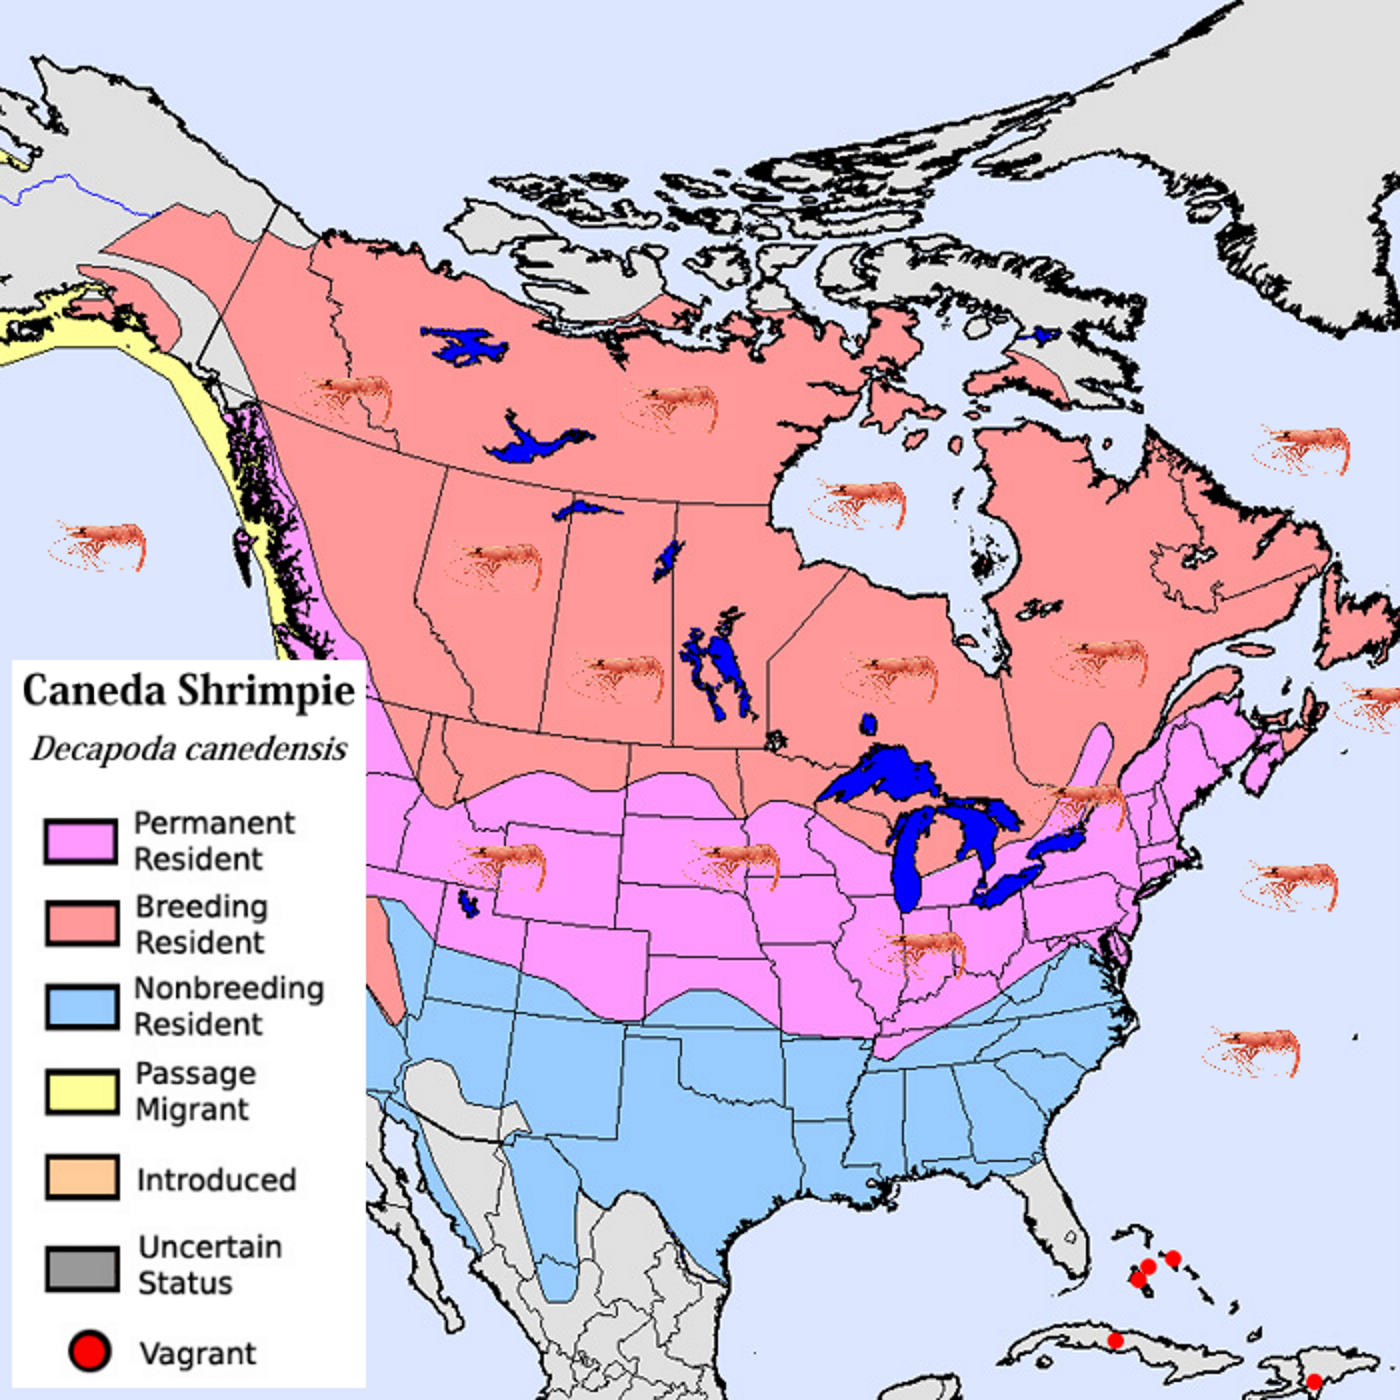 Caneda Shrimpie
Decapoda canedensis
Permanent
Resident
Breeding
Resident
Nonbreeding
Resident
Passage
Migrant
Introduced
Uncertain
Status
Vagrant